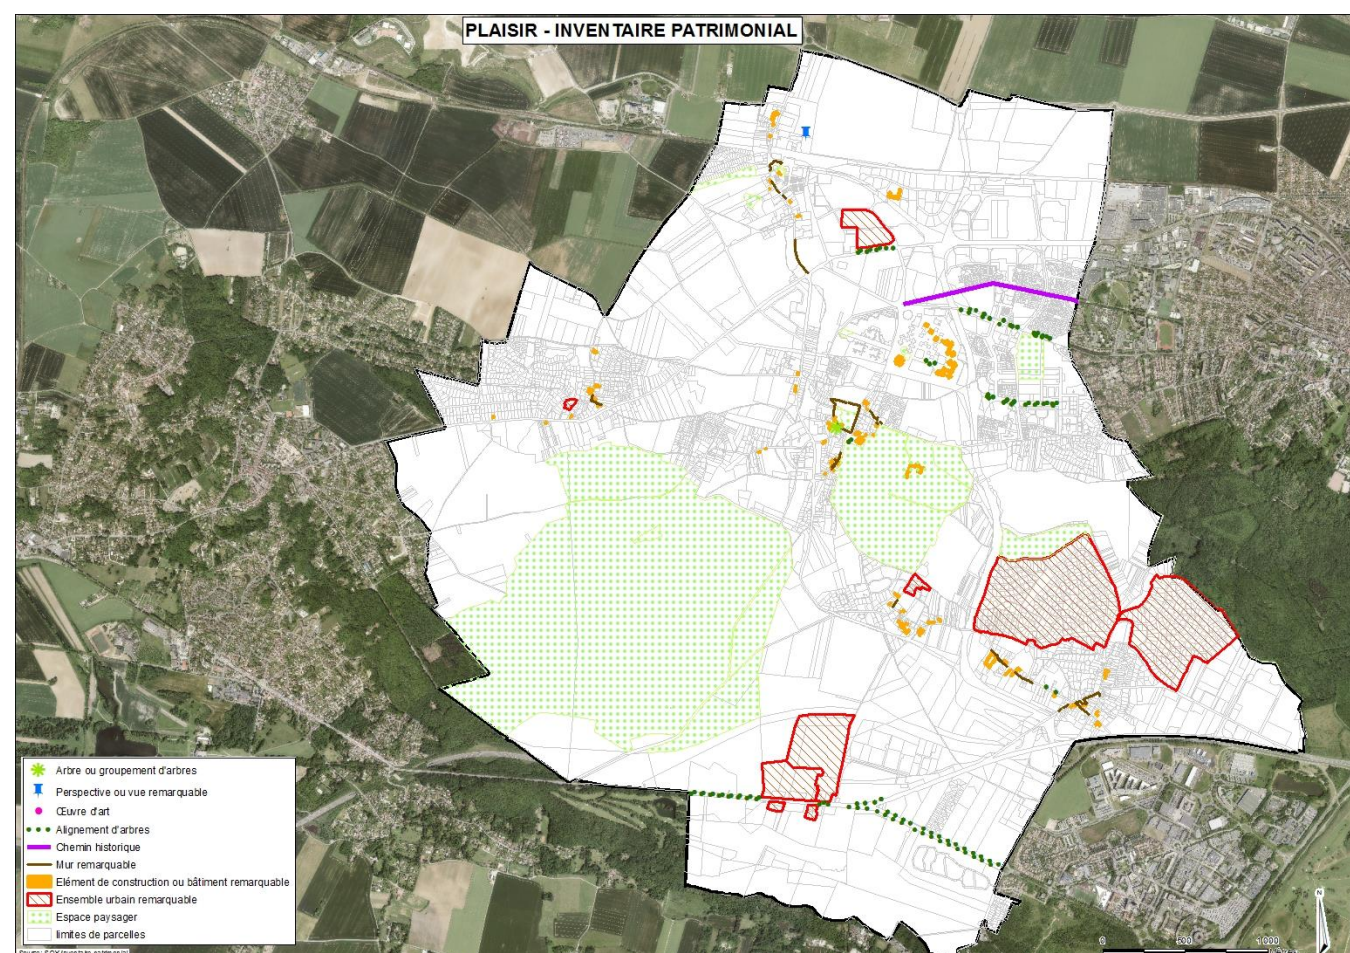 PLAISIR - INVENTAIRE PATRIMONIAL
Arbre ou groupement d'arbres
Perspective ou vue remarquable
Œuvre d'art
Alignement d'arbres
Chemin historique
Mur remarquable
Elément de construction ou bâtiment remarquable
Ensemble urbain remarquable
Espace paysager
limites de parcelles
N
0 500 1 000